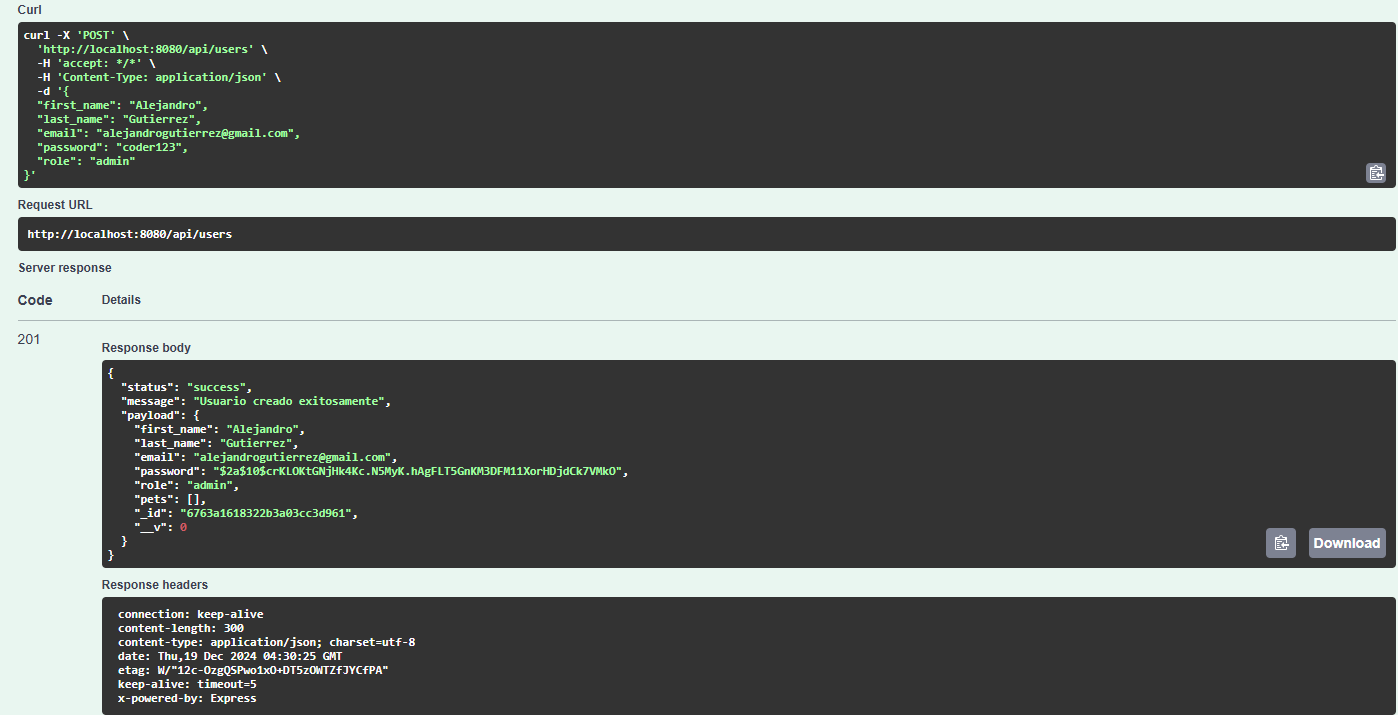 Curl
curl -X 'POST' \
  'http://localhost:8080/api/users' \
  -H 'accept: */*' \
  -H 'Content-Type: application/json' \
  -d '{
  "first_name": "Alejandro",
  "last_name": "Gutierrez",
  "email": "alejandrogutierrez@gmail.com",
  "password": "coder123",
  "role": "admin"
}'
Request URL
http://localhost:8080/api/users
Server response
Code Details
201
Response body
{
  "status": "success",
  "message": "Usuario creado exitosamente",
  "payload": {
    "first_name": "Alejandro",
    "last_name": "Gutierrez",
    "email": "alejandrogutierrez@gmail.com",
    "password": "$2a$10$crKLOKtGNjHk4Kc.N5MyK.hAgFLT5GnKM3DFM11XorHDjdCk7VMkO",
    "role": "admin",
    "pets": [],
    "_id": "6763a1618322b3a03cc3d961",
    "__v": 0
  }
}
Download
Response headers
connection: keep-alive
content-length: 300
content-type: application/json; charset=utf-8
date: Thu,19 Dec 2024 04:30:25 GMT
etag: W/"12c-OzgQSPwo1xO+DT5zOWTZfJYCfPA"
keep-alive: timeout=5
x-powered-by: Express